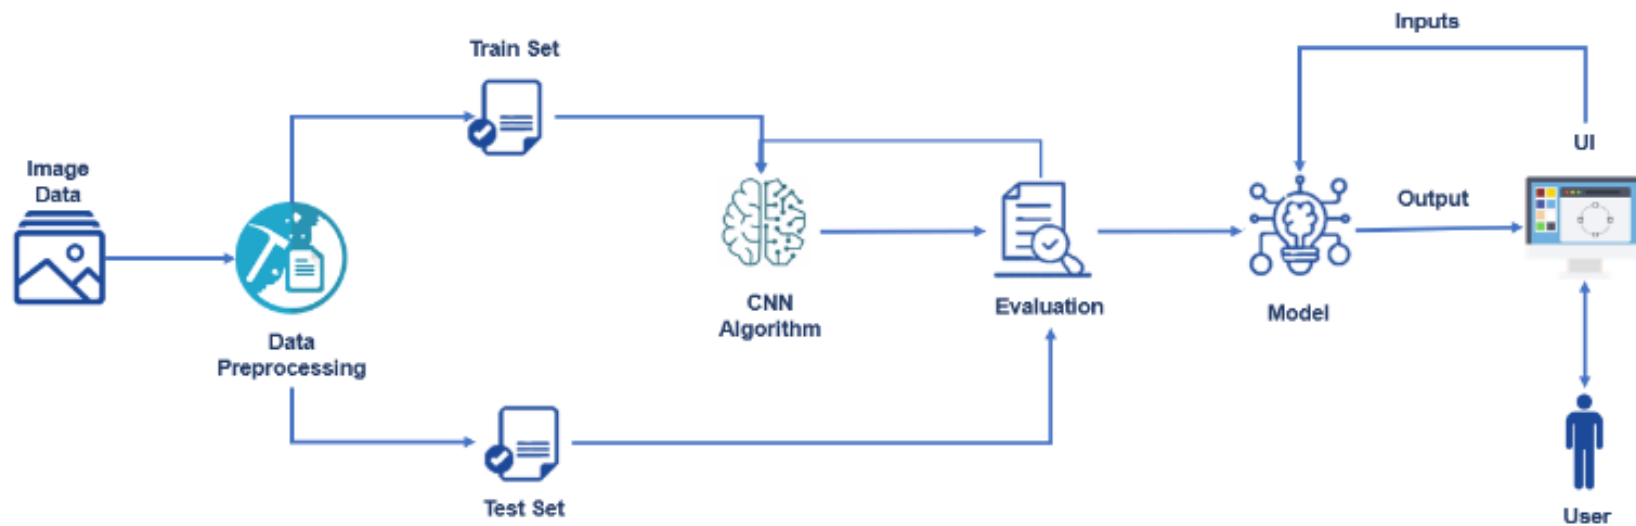 Image
Data
Data
Preprocessing
Train Set
Test Set
CNN
Algorithm
Evaluation
Model
Inputs
Output
UI
User